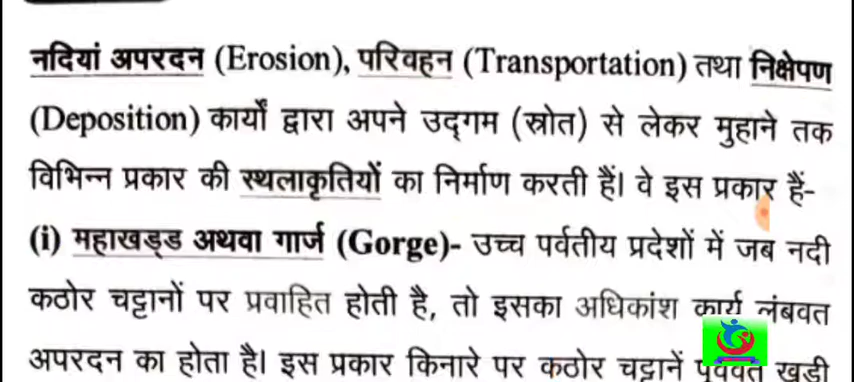 नदियां अपरदन (Erosion), परिवहन (Transportation) तथा निक्षेपण
(Deposition) कार्यों द्वारा अपने उद्गम (स्रोत) से लेकर मुहाने तक
विभिन्न प्रकार की स्थलाकृतियों का निर्माण करती हैं। वे इस प्रकार हैं-
(i) महाखड्ड अथवा गार्ज (Gorge)- उच्च पर्वतीय प्रदेशों में जब नदी
कठोर चट्टानों पर प्रवाहित होती है, तो इसका अधिकांश कार्य लंबवत
अपरदन का होता है। इस प्रकार किनारे पर कठोर चट्टानें पूर्ववत खड़ी